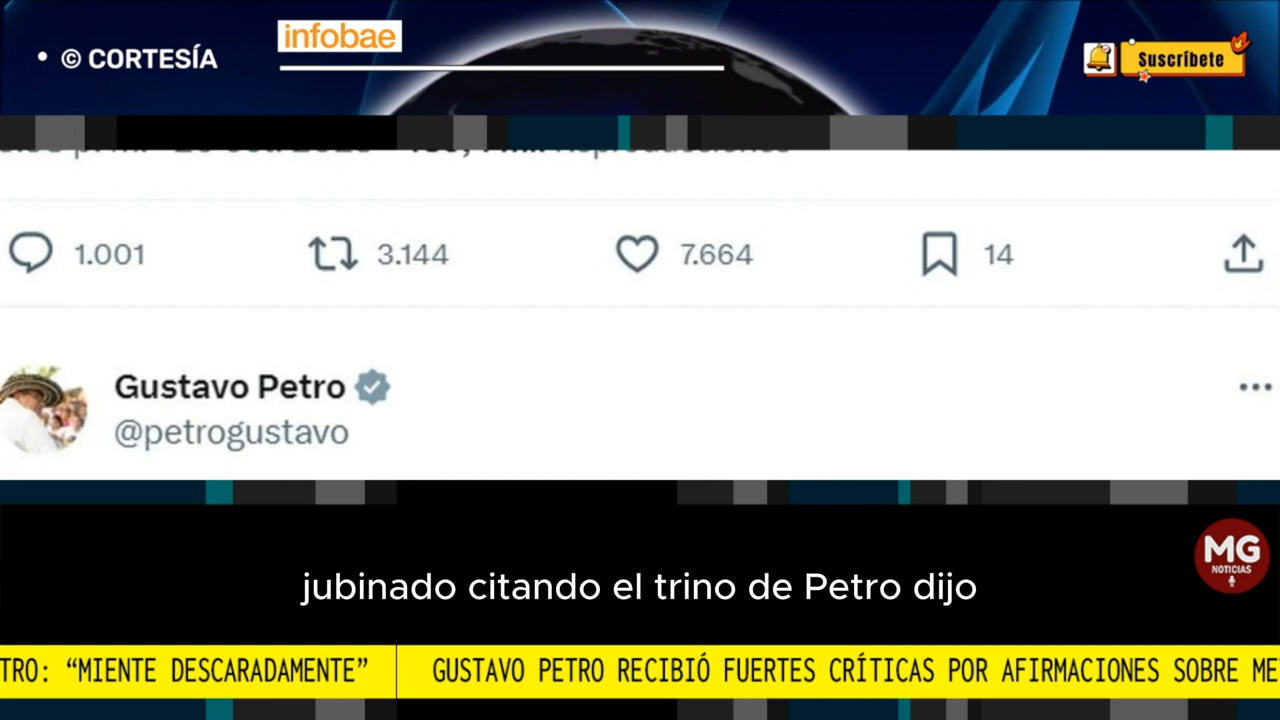 • © CORTESÍA
infobae
Suscríbete
1.001 3.144 7.664 14
Gustavo Petro
@petrogustavo
MG
NOTICIAS
jubinado citando el trino de Petro dijo
TRO: “MIENTE DESCARADAMENTE” GUSTAVO PETRO RECIBIÓ FUERTES CRÍTICAS POR AFIRMACIONES SOBRE ME